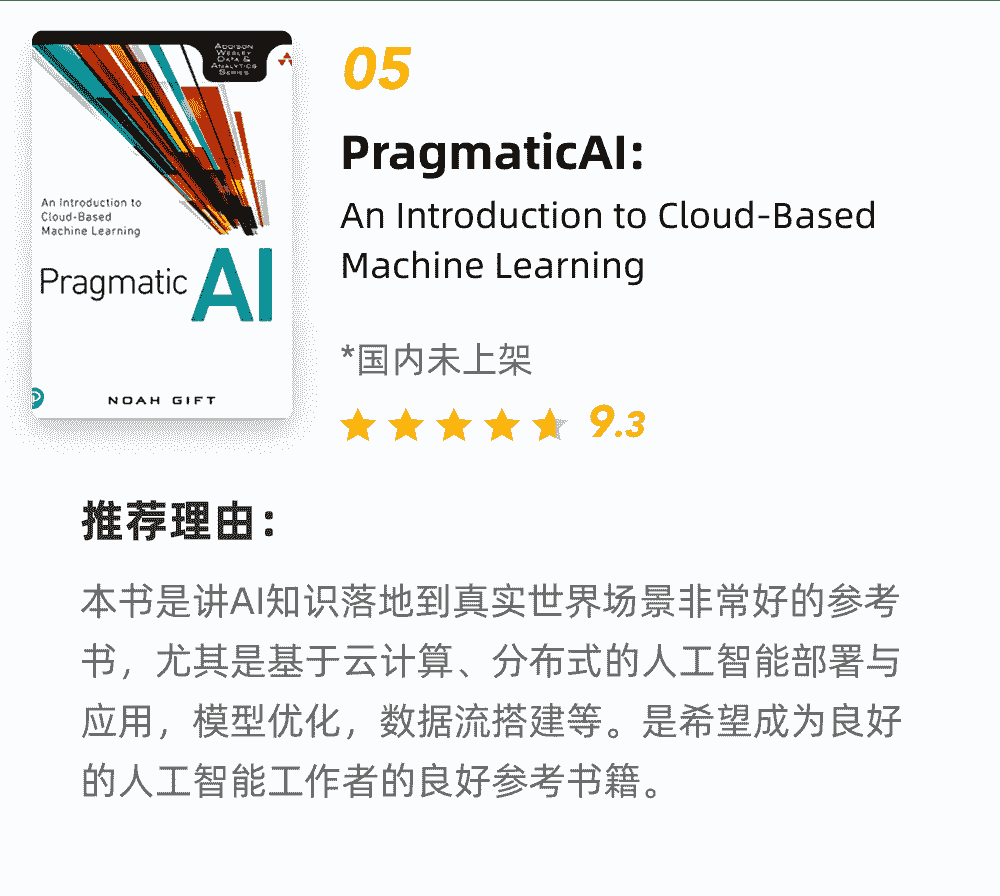 ADDISON
WESLEY
DATA &
ANALYTICS
SERIES
An Introduction to
Cloud-Based
Machine Learning
Pragmatic AI
NOAH GIFT
05
PragmaticAI:
An Introduction to Cloud-Based
Machine Learning
*国内未上架
9.3
推荐理由：
本书是讲AI知识落地到真实世界场景非常好的参考
书，尤其是基于云计算、分布式的人工智能部署与
应用，模型优化，数据流搭建等。是希望成为良好
的人工智能工作者的良好参考书籍。